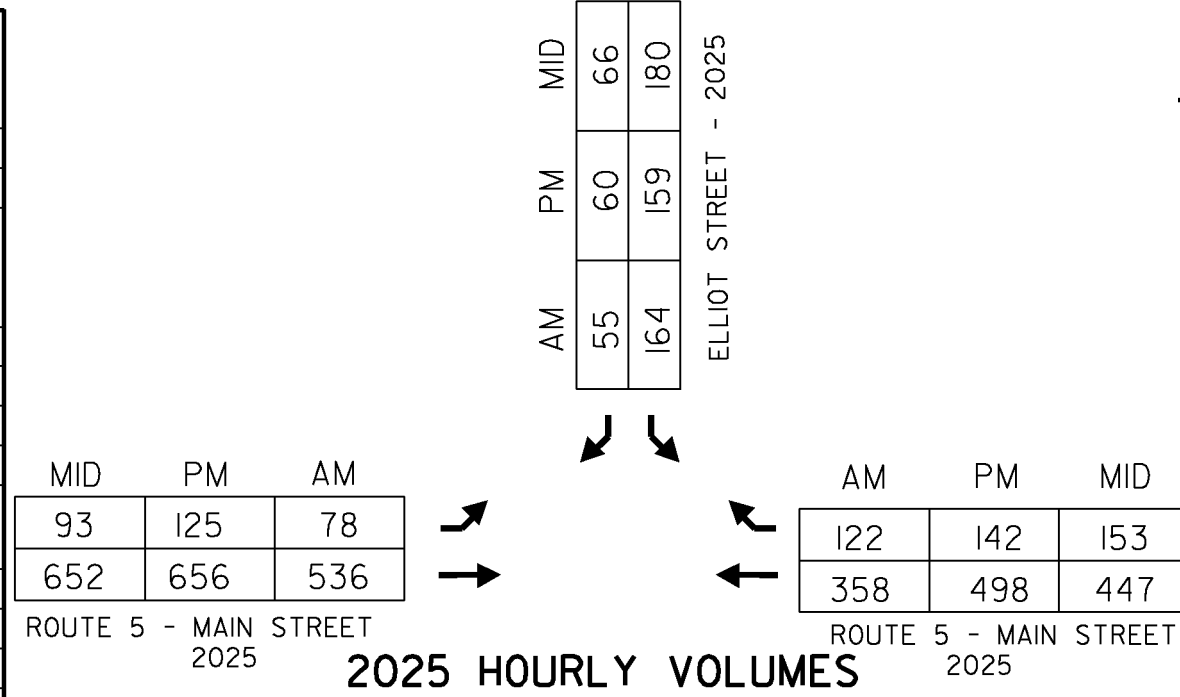 MID PM AM
66 60 55
180 159 164
ELLIOT STREET - 2025
MID PM AM
93 125 78
652 656 536
ROUTE 5 - MAIN STREET
2025
AM PM MID
122 142 153
358 498 447
ROUTE 5 - MAIN STREET
2025
2025 HOURLY VOLUMES